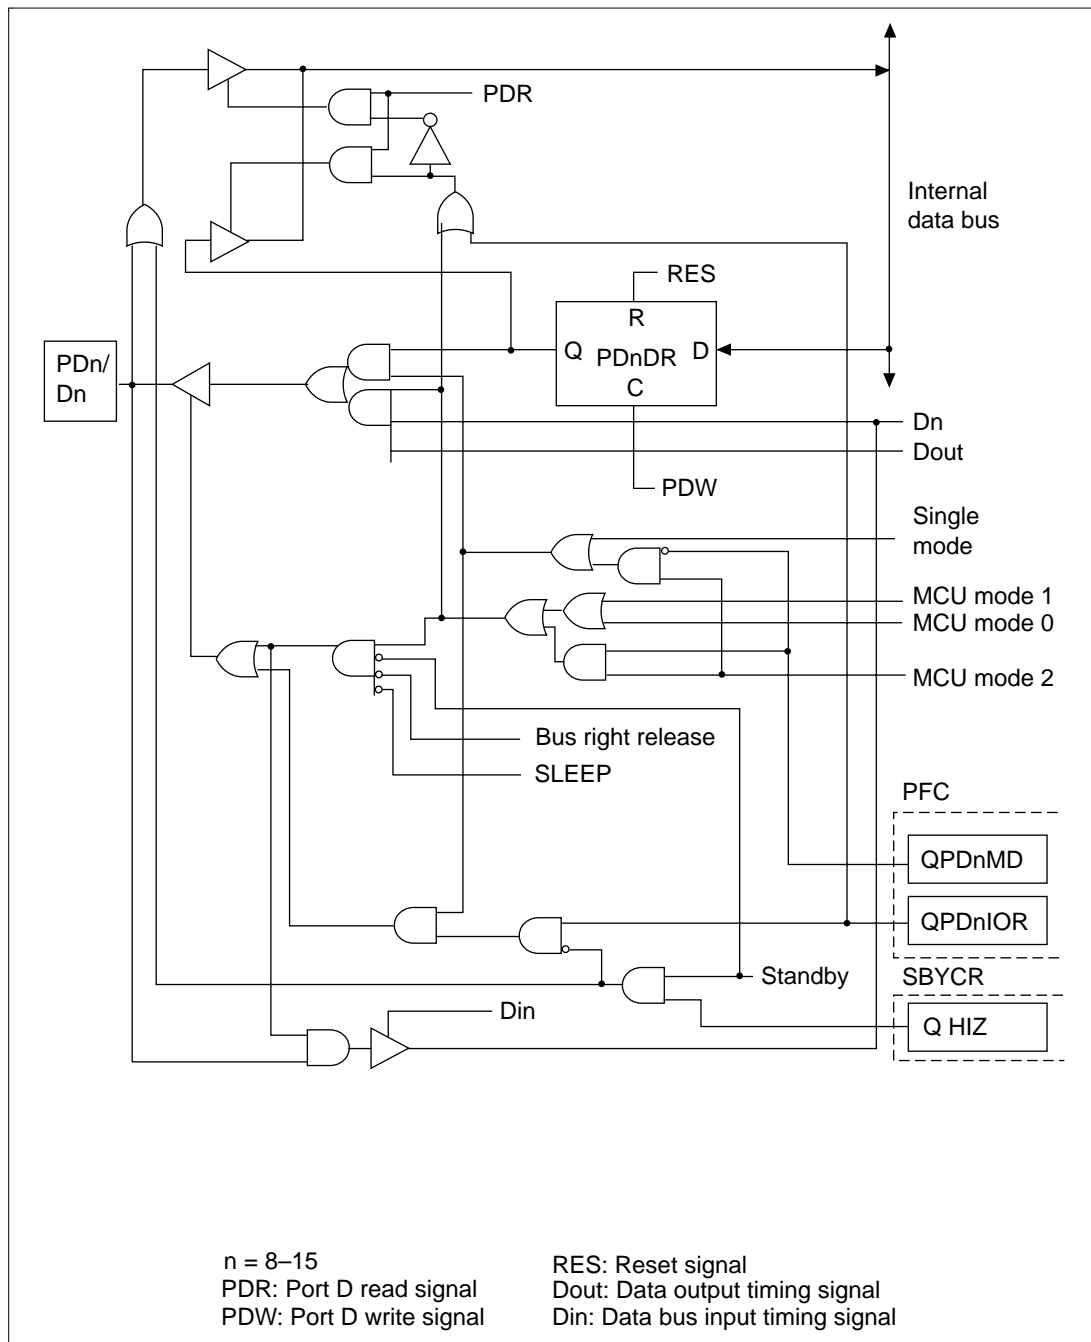 PDR
Internal
data bus
RES
R
PDn/
Dn
Q
PDnDR
D
C
Dn
Dout
PDW
Single
mode
MCU mode 1
MCU mode 0
MCU mode 2
Bus right release
SLEEP
PFC
QPDnMD
QPDnIOR
Standby
SBYCR
Din
Q HIZ
n = 8–15
PDR: Port D read signal
PDW: Port D write signal
RES: Reset signal
Dout: Data output timing signal
Din: Data bus input timing signal